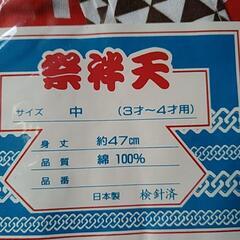 祭袢天
サイズ 中 (3才～4才用)
身丈 約47cm
品質 綿100%
品番
日本製 検針済